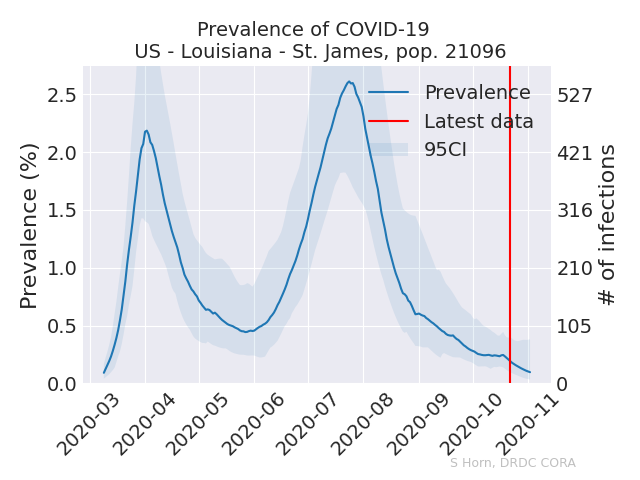 Prevalence of COVID-19
US - Louisiana - St. James, pop. 21096
Prevalence (%)
2.5
2.0
1.5
1.0
0.5
0.0
Prevalence
Latest data
95CI
527
421
316
210
105
0
# of infections
2020-03
2020-04
2020-05
2020-06
2020-07
2020-08
2020-09
2020-10
2020-11
S Horn, DRDC CORA